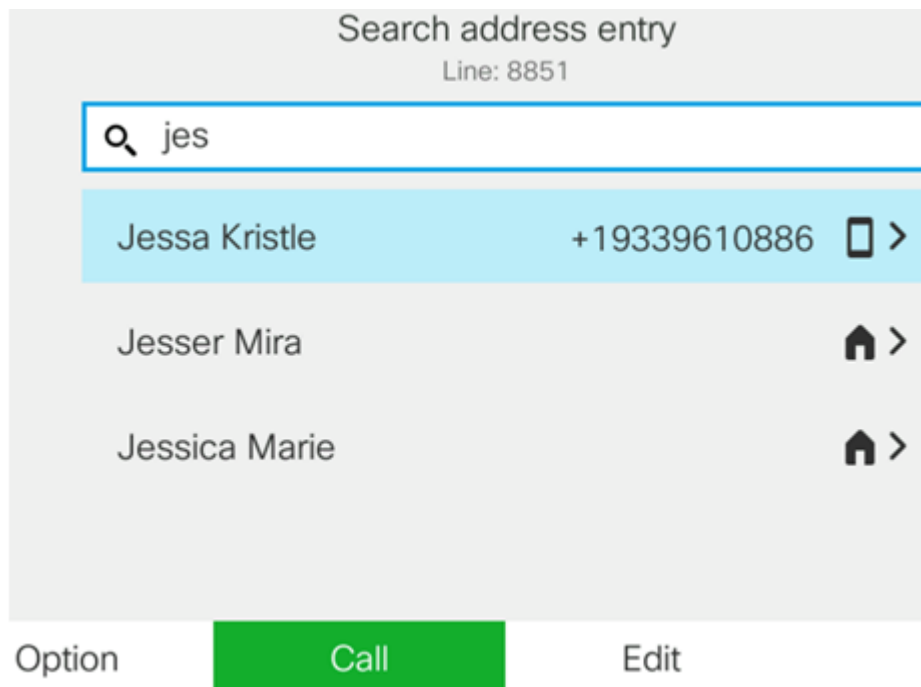 Search address entry
Line: 8851
jes
Jessa Kristle +19339610886
Jesser Mira
Jessica Marie
Option Call Edit